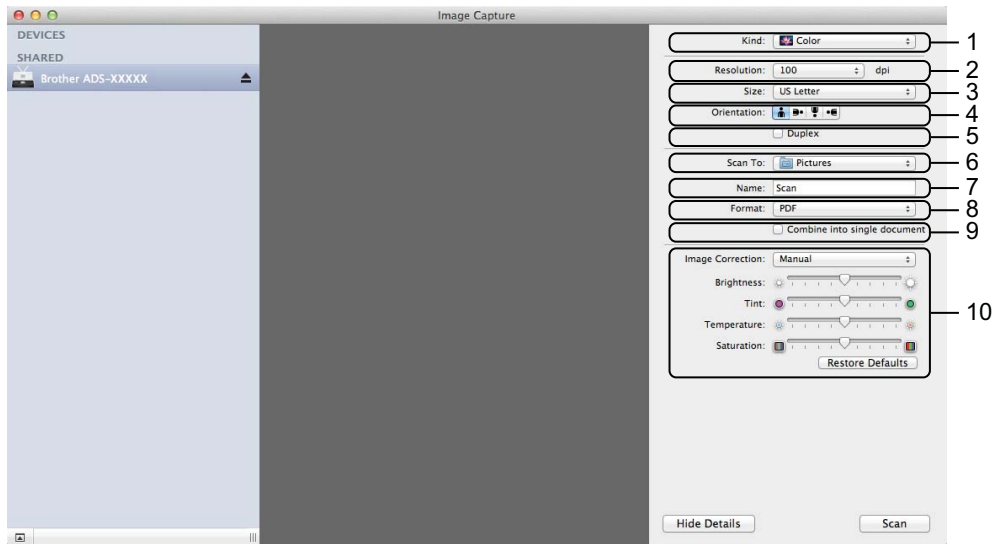 Image Capture
DEVICES
SHARED
Brother ADS-XXXXX
Kind: Color 1
Resolution: 100 dpi 2
Size: US Letter 3
Orientation: 4
Duplex 5
Scan To: Pictures 6
Name: Scan 7
Format: PDF 8
Combine into single document 9
Image Correction: Manual
Brightness:
Tint: 10
Temperature:
Saturation:
Restore Defaults
Hide Details Scan